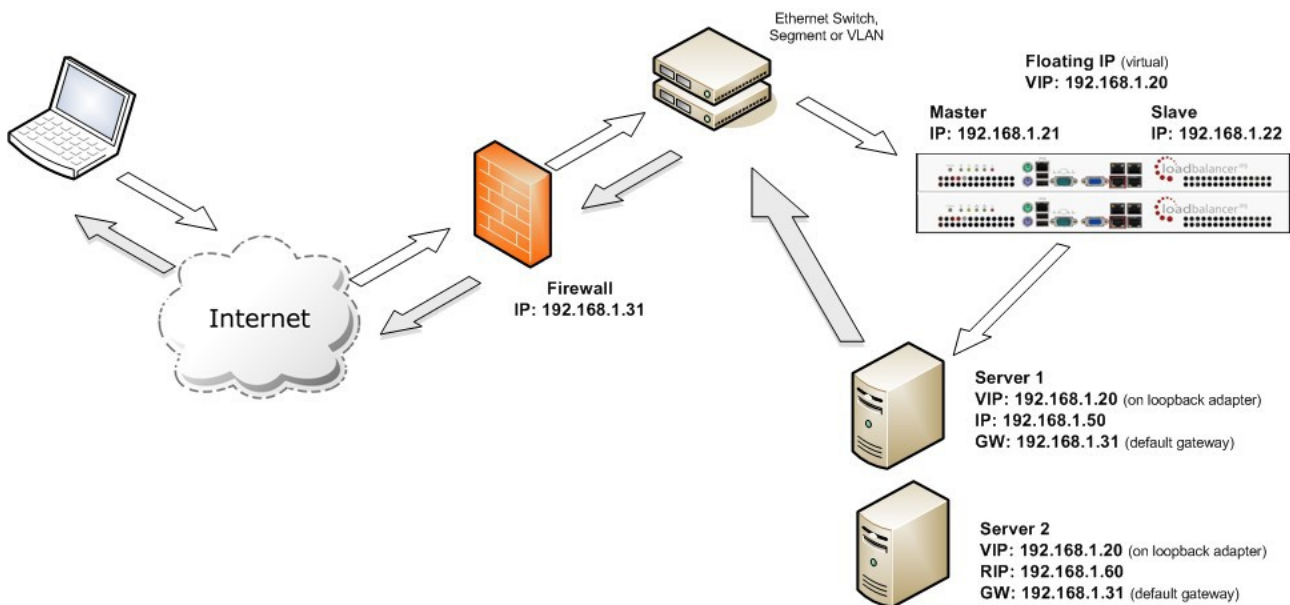 Ethernet Switch,
Segment or VLAN
Floating IP (virtual)
VIP: 192.168.1.20
Master
IP: 192.168.1.21
Slave
IP: 192.168.1.22
loadbalancer
loadbalancer
Firewall
IP: 192.168.1.31
Internet
Server 1
VIP: 192.168.1.20 (on loopback adapter)
IP: 192.168.1.50
GW: 192.168.1.31 (default gateway)
Server 2
VIP: 192.168.1.20 (on loopback adapter)
RIP: 192.168.1.60
GW: 192.168.1.31 (default gateway)